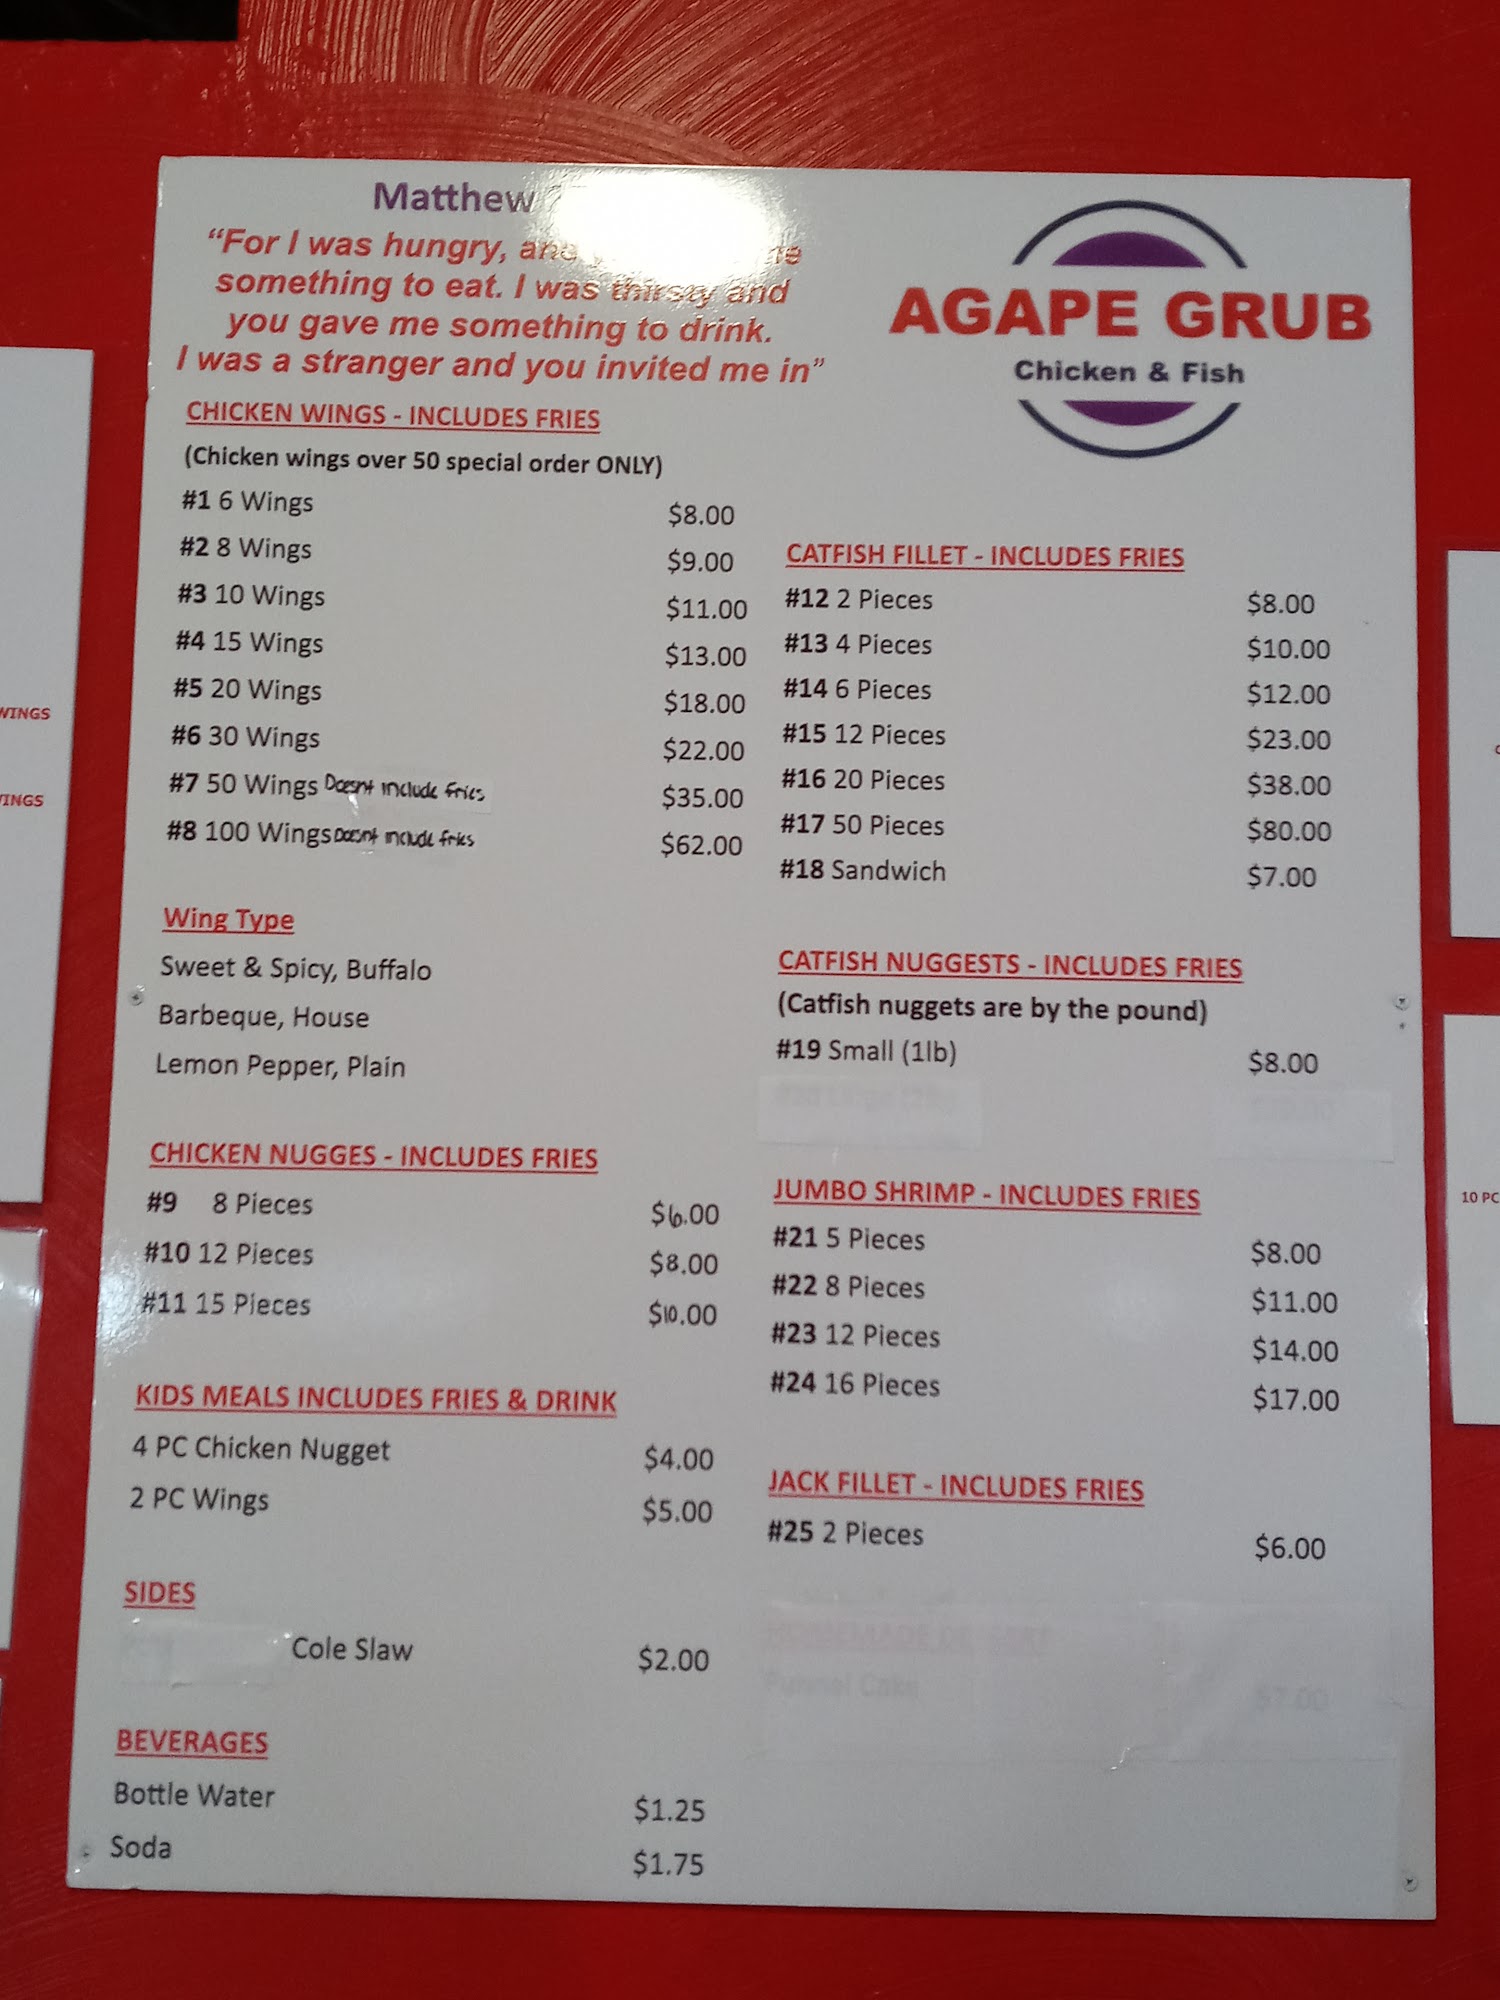 Matthew
"For I was hungry, and
something to eat. I was thirsty and
you gave me something to drink.
I was a stranger and you invited me in"
AGAPE GRUB
Chicken & Fish
CHICKEN WINGS - INCLUDES FRIES
(Chicken wings over 50 special order ONLY)
#1 6 Wings $8.00
#2 8 Wings $9.00
#3 10 Wings $11.00
#4 15 Wings $13.00
#5 20 Wings $18.00
#6 30 Wings $22.00
#7 50 Wings Doesnt include fries $35.00
#8 100 Wings Doesnt include fries $62.00
Wing Type
Sweet & Spicy, Buffalo
Barbeque, House
Lemon Pepper, Plain
CHICKEN NUGGES - INCLUDES FRIES
#9 8 Pieces $6.00
#10 12 Pieces $8.00
#11 15 Pieces $10.00
KIDS MEALS INCLUDES FRIES & DRINK
4 PC Chicken Nugget $4.00
2 PC Wings $5.00
SIDES
Cole Slaw $2.00
BEVERAGES
Bottle Water $1.25
Soda $1.75
CATFISH FILLET - INCLUDES FRIES
#12 2 Pieces $8.00
#13 4 Pieces $10.00
#14 6 Pieces $12.00
#15 12 Pieces $23.00
#16 20 Pieces $38.00
#17 50 Pieces $80.00
#18 Sandwich $7.00
CATFISH NUGGESTS - INCLUDES FRIES
(Catfish nuggets are by the pound)
#19 Small (1lb) $8.00
JUMBO SHRIMP - INCLUDES FRIES
#21 5 Pieces $8.00
#22 8 Pieces $11.00
#23 12 Pieces $14.00
#24 16 Pieces $17.00
JACK FILLET - INCLUDES FRIES
#25 2 Pieces $6.00
Funnel Cake $7.00
WINGS
10 PC